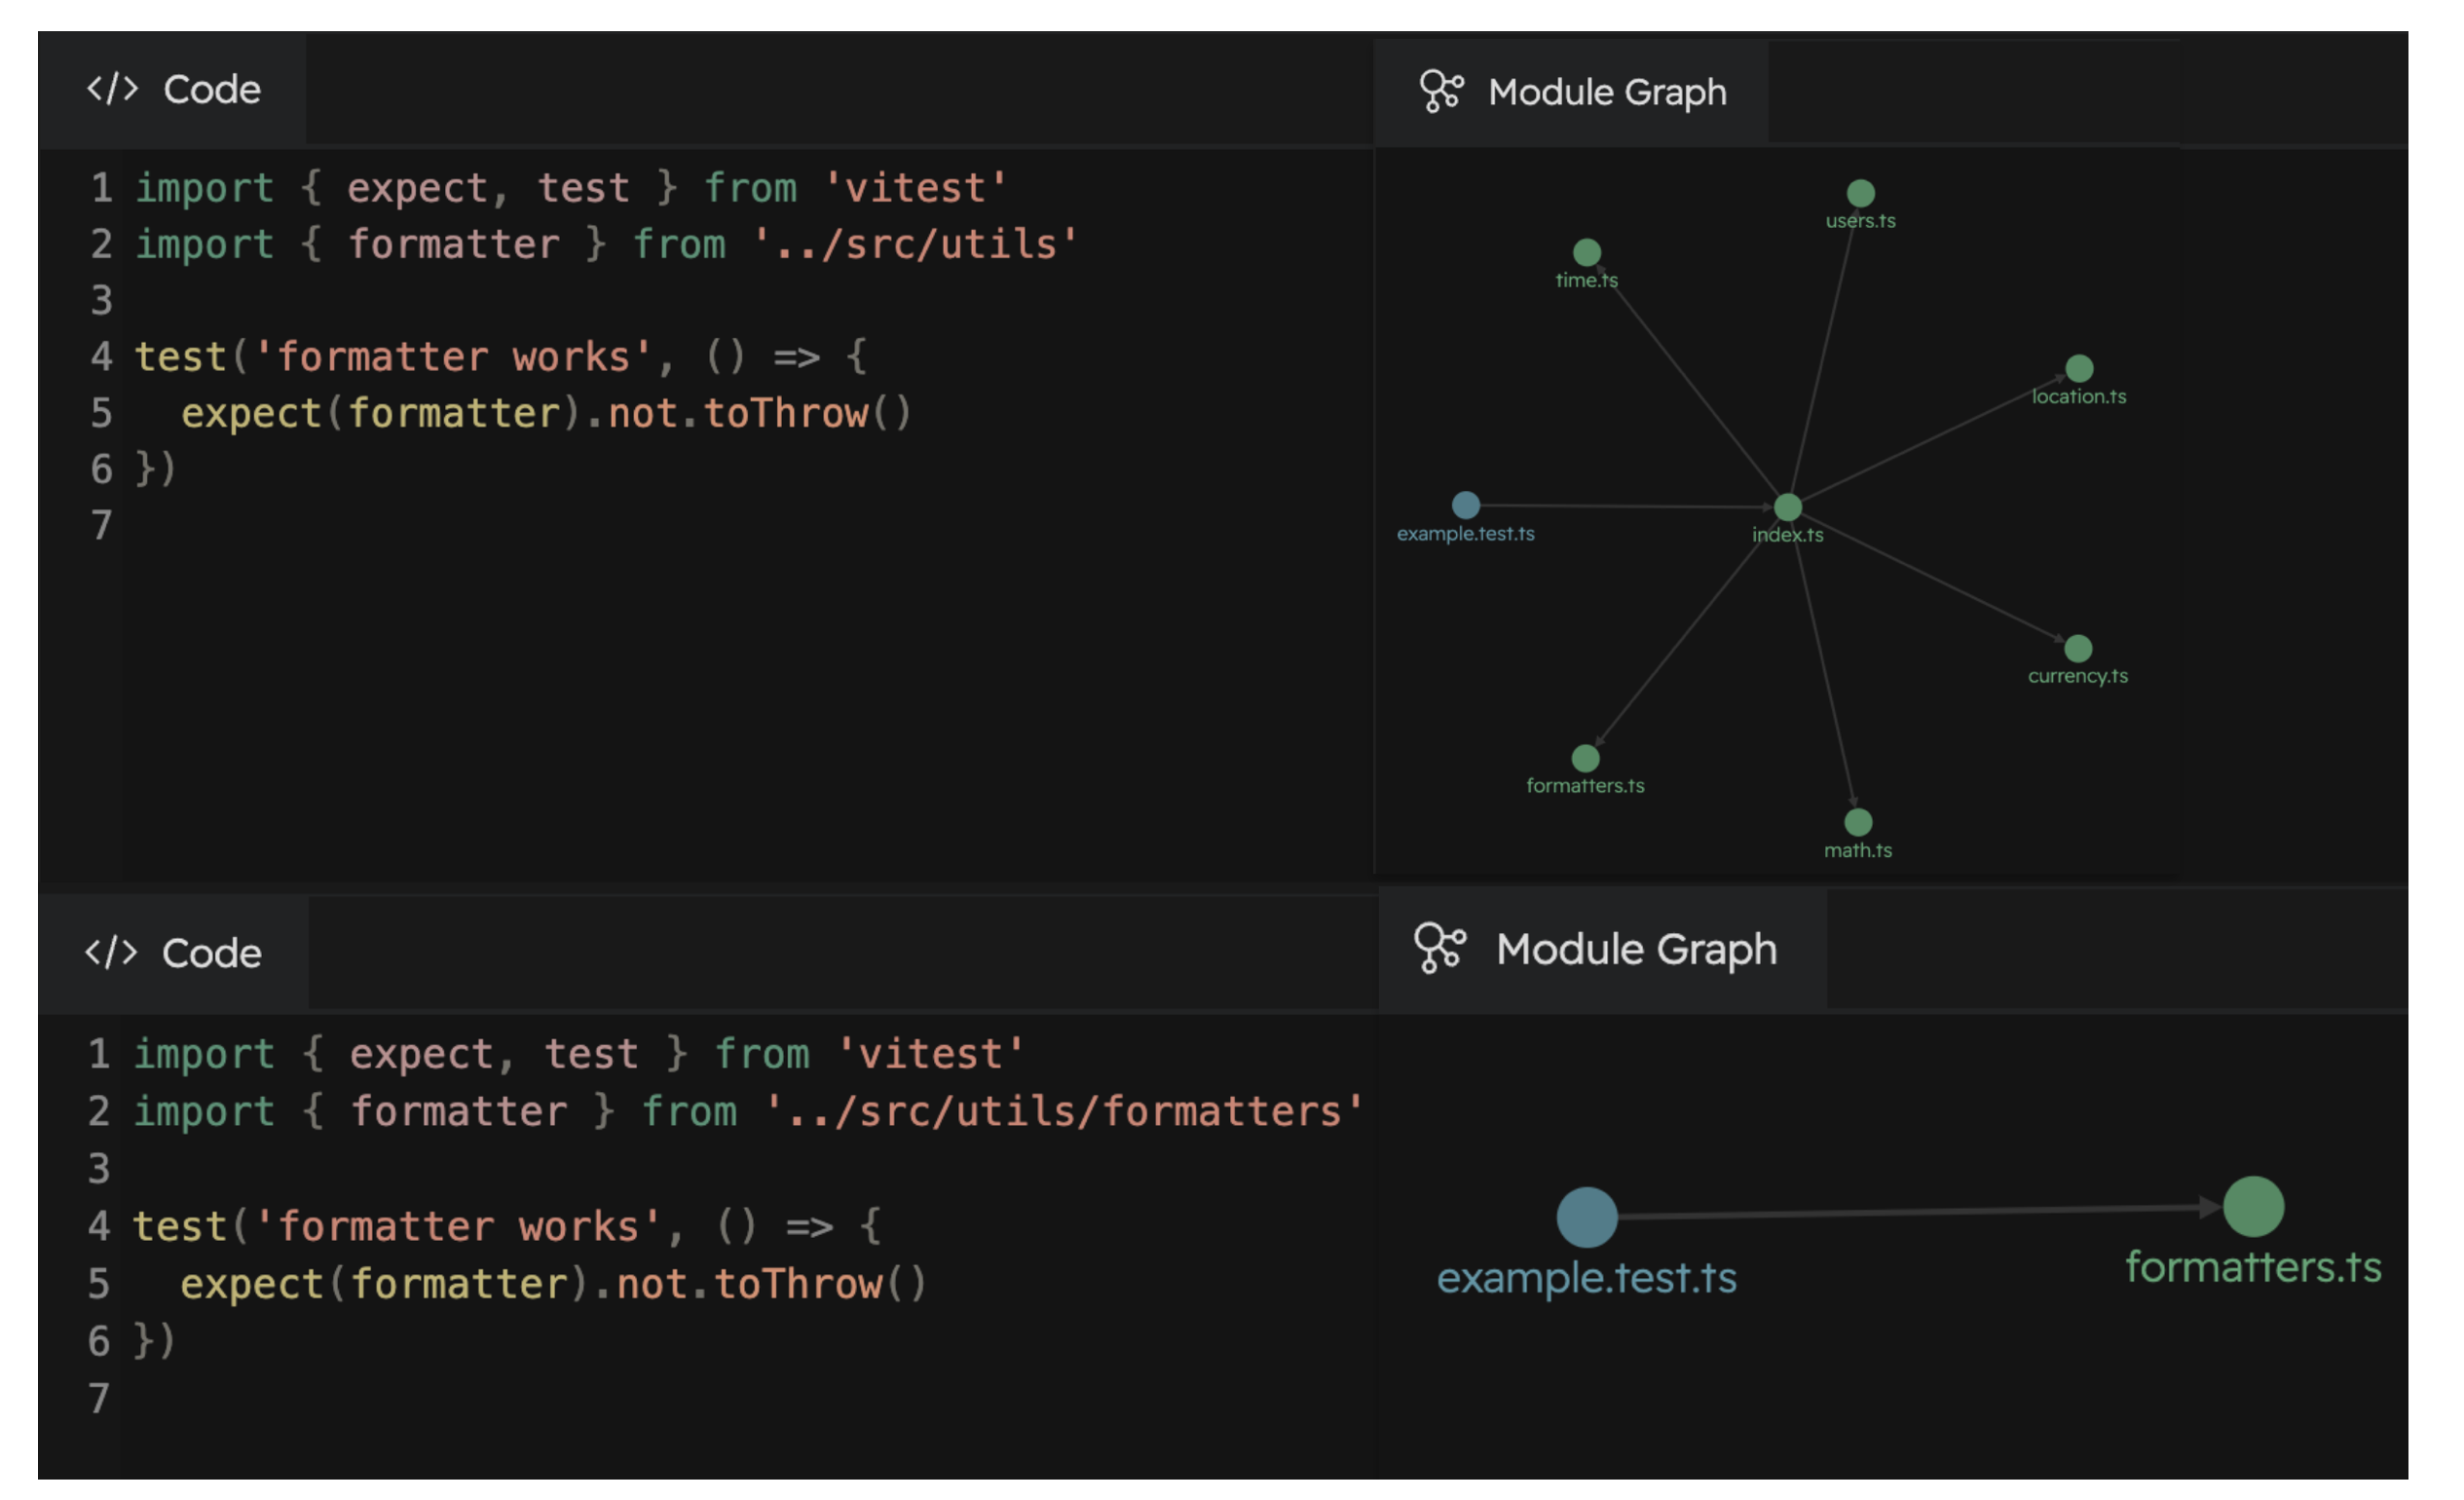 Code
1 import { expect, test } from 'vitest'
2 import { formatter } from '../src/utils'
3
4 test('formatter works', () => {
5   expect(formatter).not.toThrow()
6 })
7
Module Graph
users.ts
time.ts
location.ts
example.test.ts
index.ts
currency.ts
formatters.ts
math.ts
Code
1 import { expect, test } from 'vitest'
2 import { formatter } from '../src/utils/formatters'
3
4 test('formatter works', () => {
5   expect(formatter).not.toThrow()
6 })
7
Module Graph
example.test.ts
formatters.ts